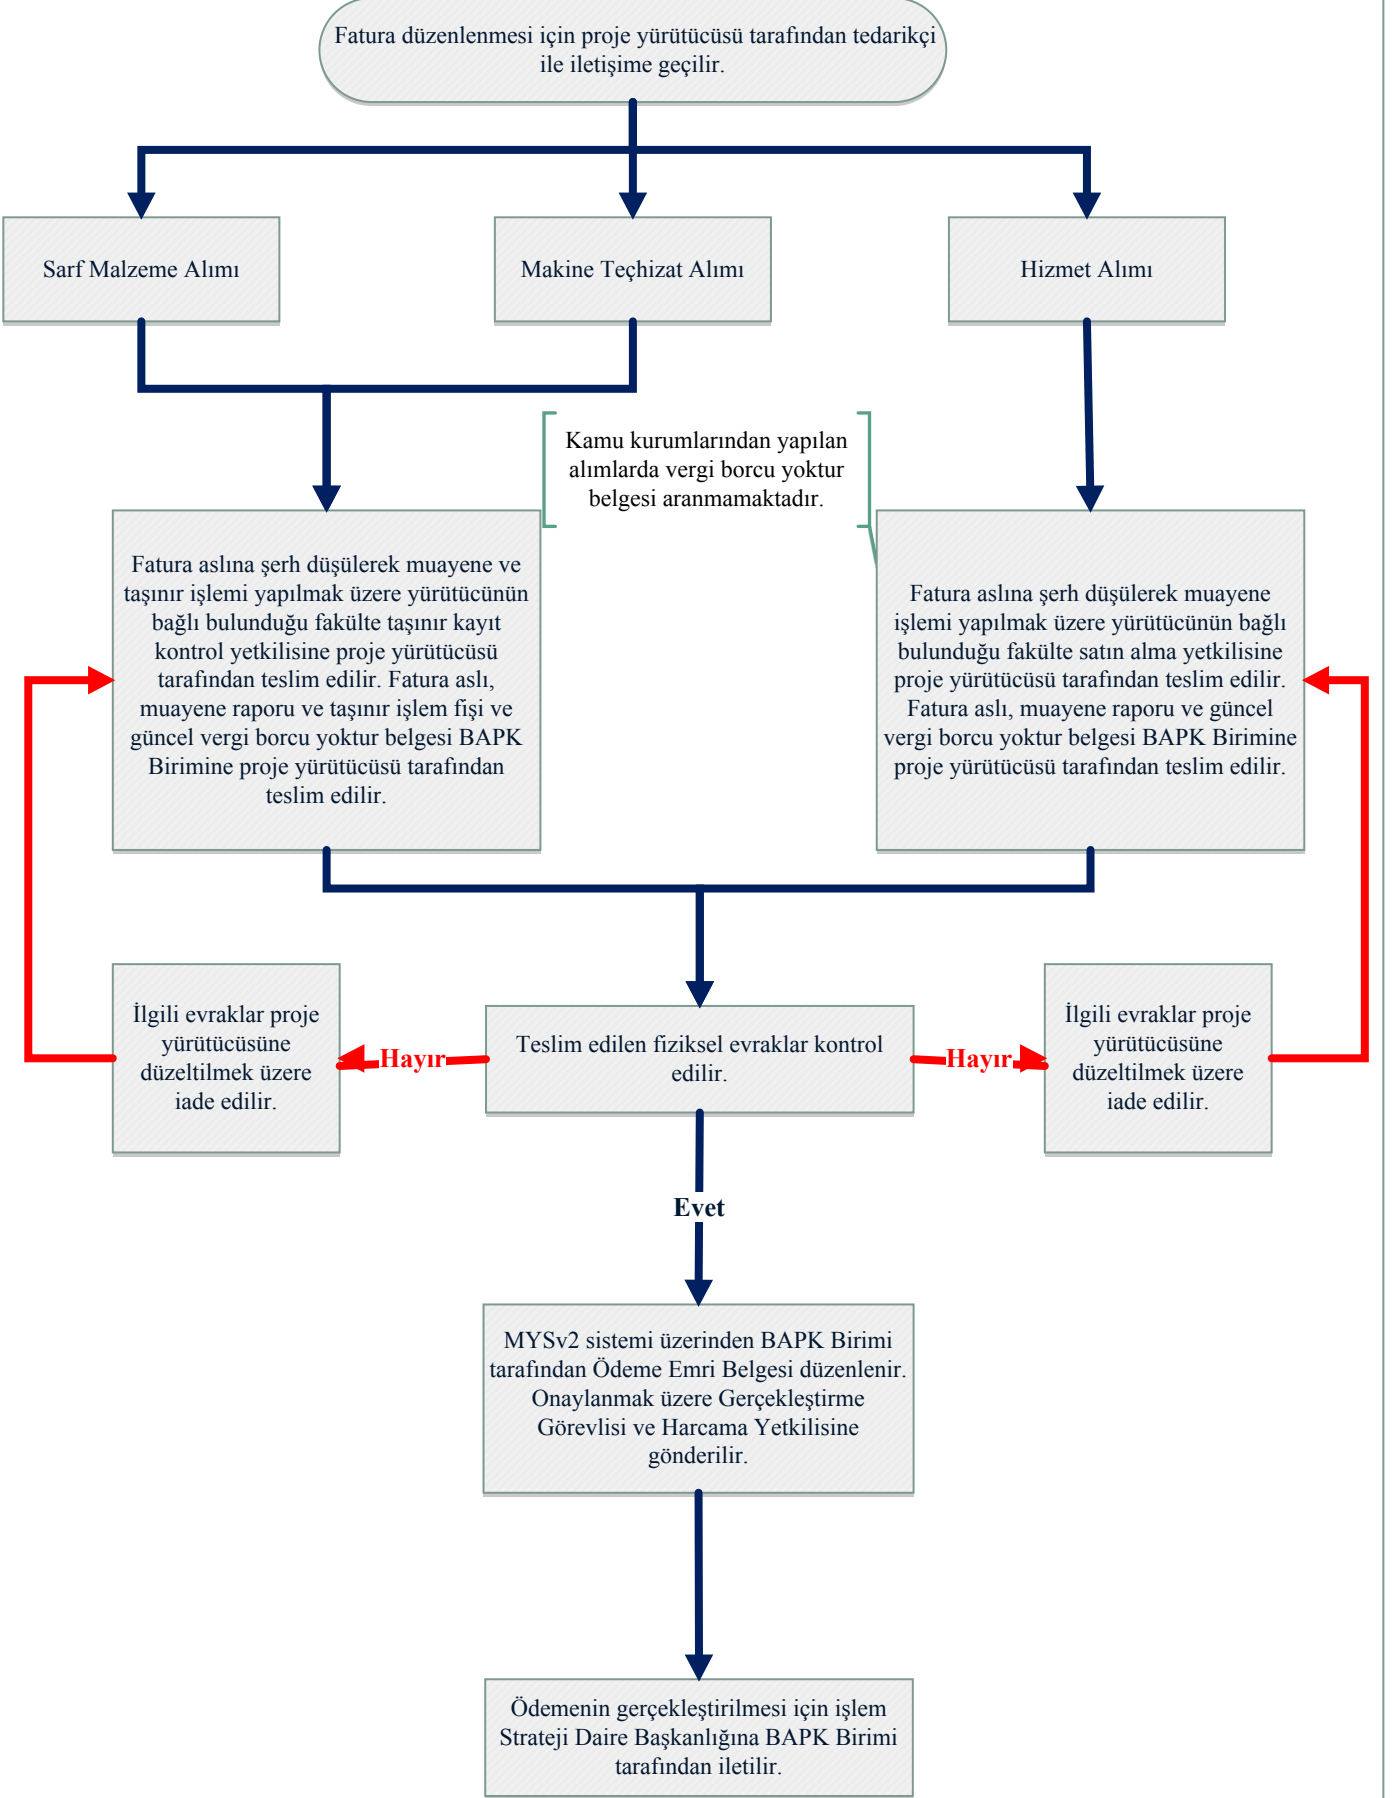 Fatura düzenlenmesi için proje yürütücüsü tarafından tedarikçi
ile iletişime geçilir.
Sarf Malzeme Alımı
Makine Teçhizat Alımı
Hizmet Alımı
Kamu kurumlarından yapılan
alımlarda vergi borcu yoktur
belgesi aranmamaktadır.
Fatura aslına şerh düşülerek muayene ve
taşınır işlemi yapılmak üzere yürütücünün
bağlı bulunduğu fakülte taşınır kayıt
kontrol yetkilisine proje yürütücüsü
tarafından teslim edilir. Fatura aslı,
muayene raporu ve taşınır işlem fişi ve
güncel vergi borcu yoktur belgesi BAPK
Birimine proje yürütücüsü tarafından
teslim edilir.
Fatura aslına şerh düşülerek muayene
işlemi yapılmak üzere yürütücünün bağlı
bulunduğu fakülte satın alma yetkilisine
proje yürütücüsü tarafından teslim edilir.
Fatura aslı, muayene raporu ve güncel
vergi borcu yoktur belgesi BAPK Birimine
proje yürütücüsü tarafından teslim edilir.
İlgili evraklar proje
yürütücüsüne
düzeltilmek üzere
iade edilir.
Hayır
Teslim edilen fiziksel evraklar kontrol
edilir.
Hayır
İlgili evraklar proje
yürütücüsüne
düzeltilmek üzere
iade edilir.
Evet
MYSv2 sistemi üzerinden BAPK Birimi
tarafından Ödeme Emri Belgesi düzenlenir.
Onaylanmak üzere Gerçekleştirme
Görevlisi ve Harcama Yetkilisine
gönderilir.
Ödemenin gerçekleştirilmesi için işlem
Strateji Daire Başkanlığına BAPK Birimi
tarafından iletilir.